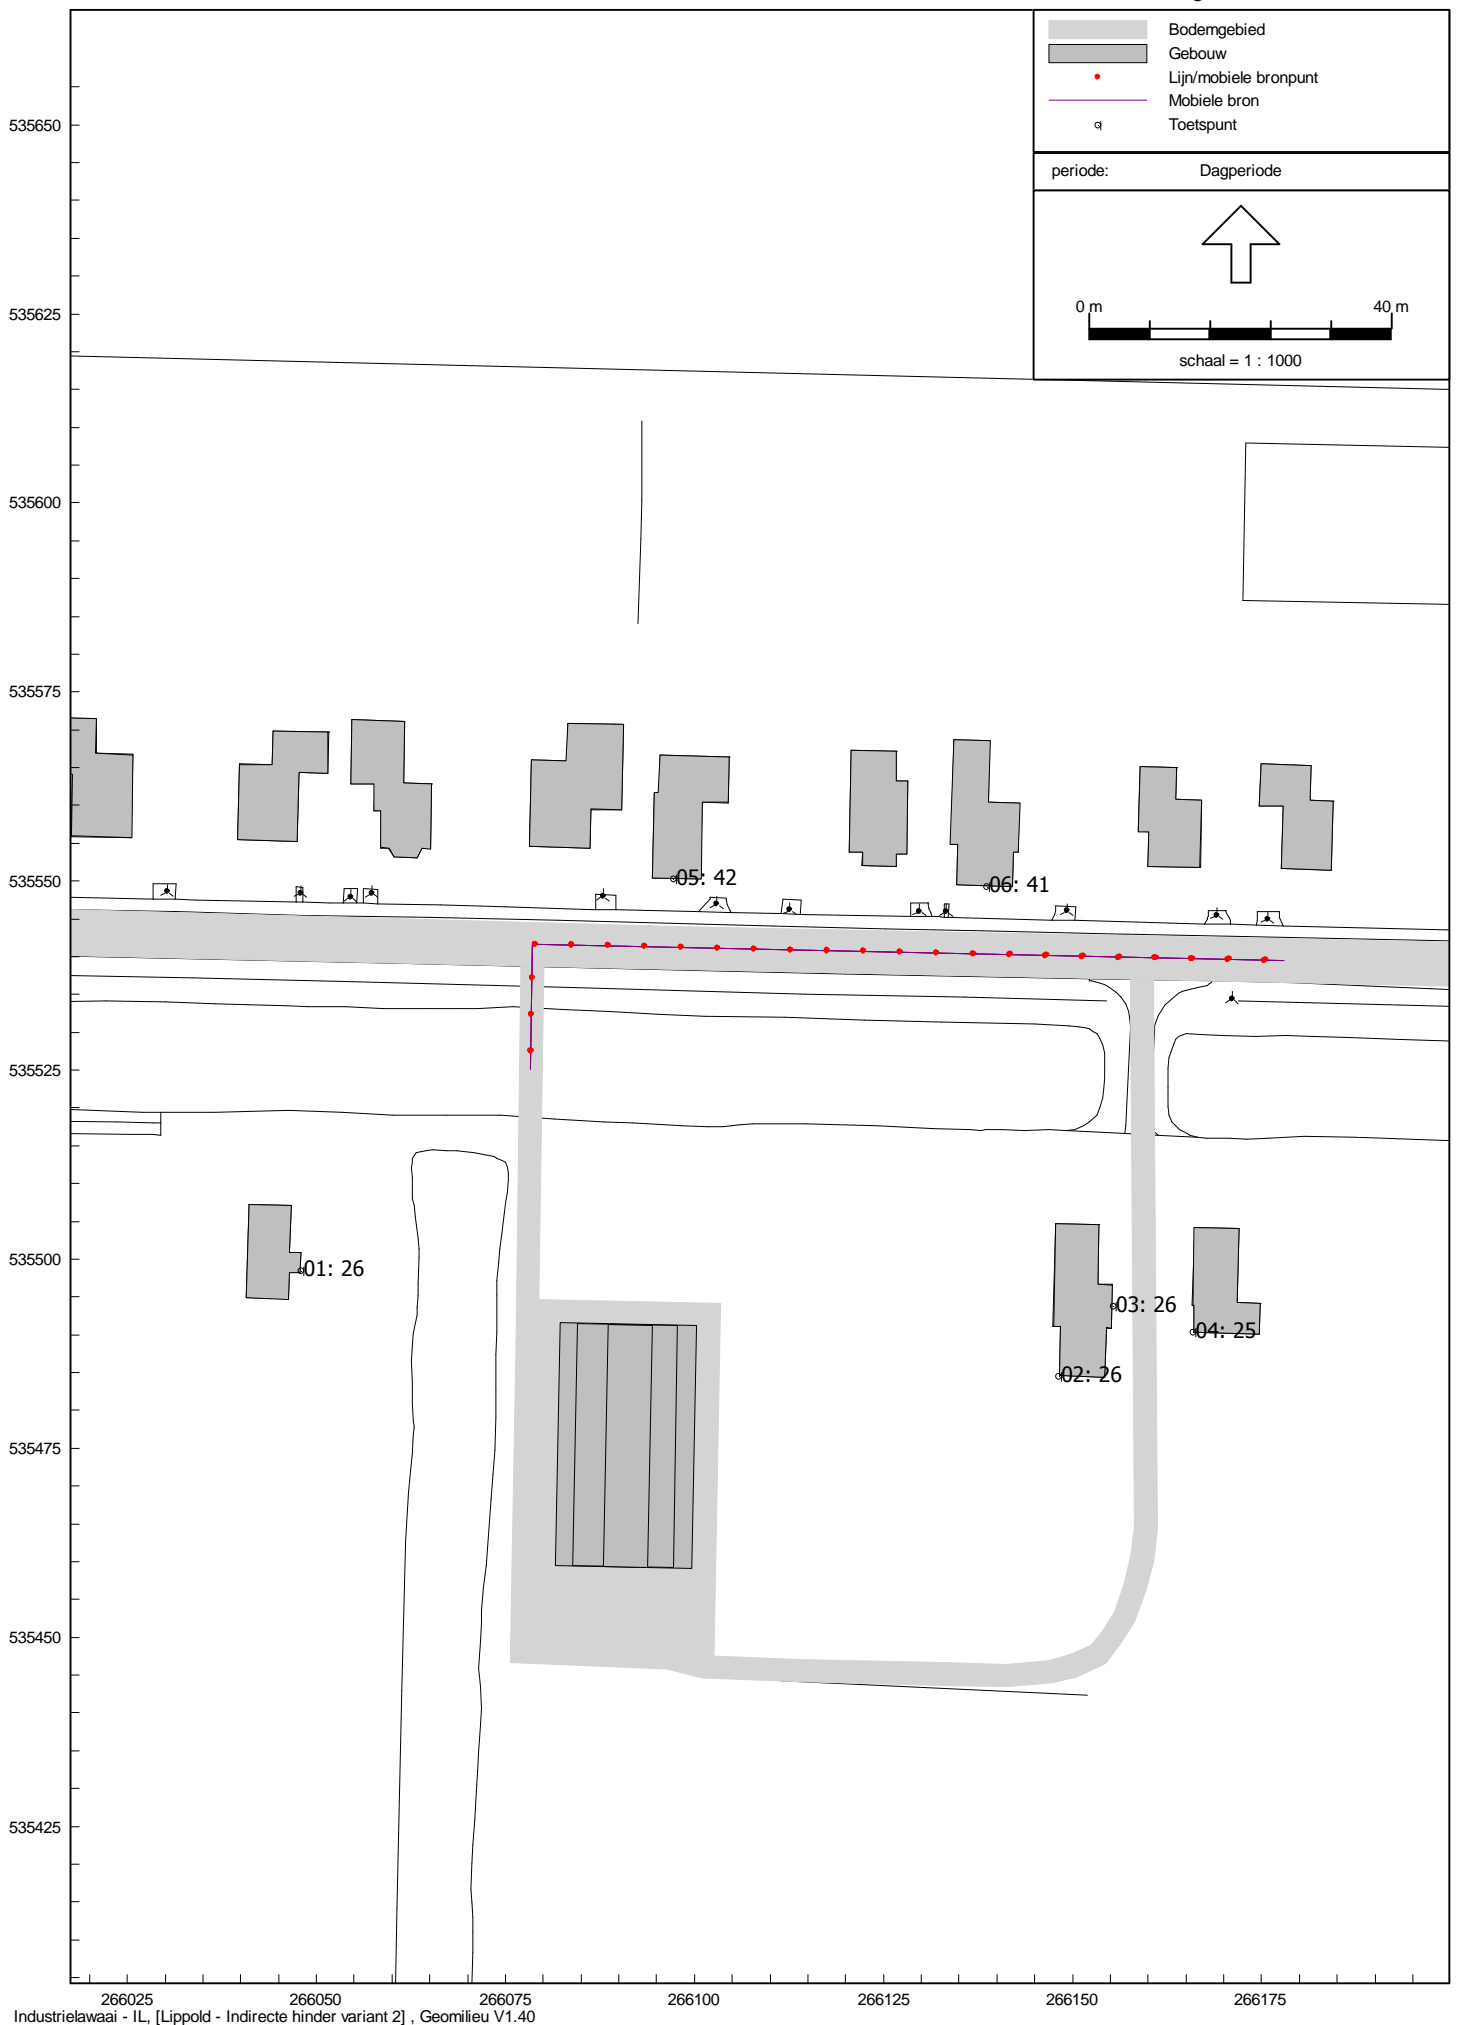 Bodemgebied
Gebouw
Lijn/mobiele bronpunt
Mobiele bron
Toetspunt
periode: Dagperiode
0 m 40 m
schaal = 1 : 1000
535650
535625
535600
535575
535550
535525
535500
535475
535450
535425
05: 42
06: 41
01: 26
03: 26
04: 25
02: 26
266025 266050 266075 266100 266125 266150 266175
Industrielawaai - IL, [Lippold - Indirecte hinder variant 2] , Geomilieu V1.40